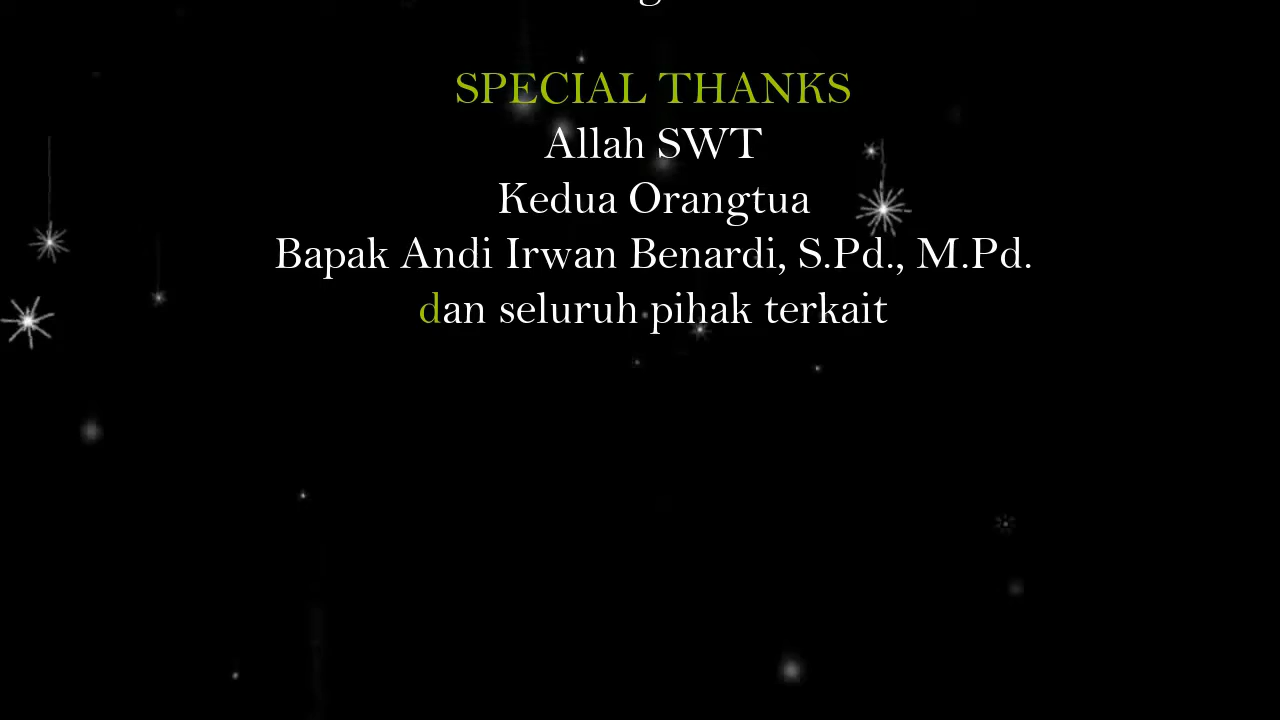 SPECIAL THANKS
Allah SWT
Kedua Orangtua
Bapak Andi Irwan Benardi, S.Pd., M.Pd.
dan seluruh pihak terkait